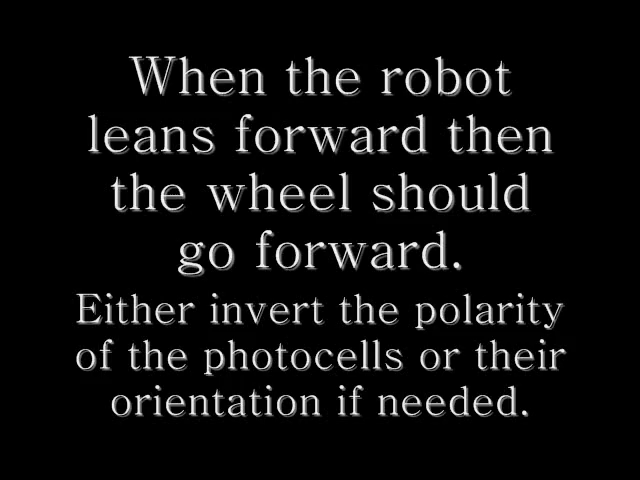 When the robot
leans forward then
the wheel should
go forward.
Either invert the polarity
of the photocells or their
orientation if needed.